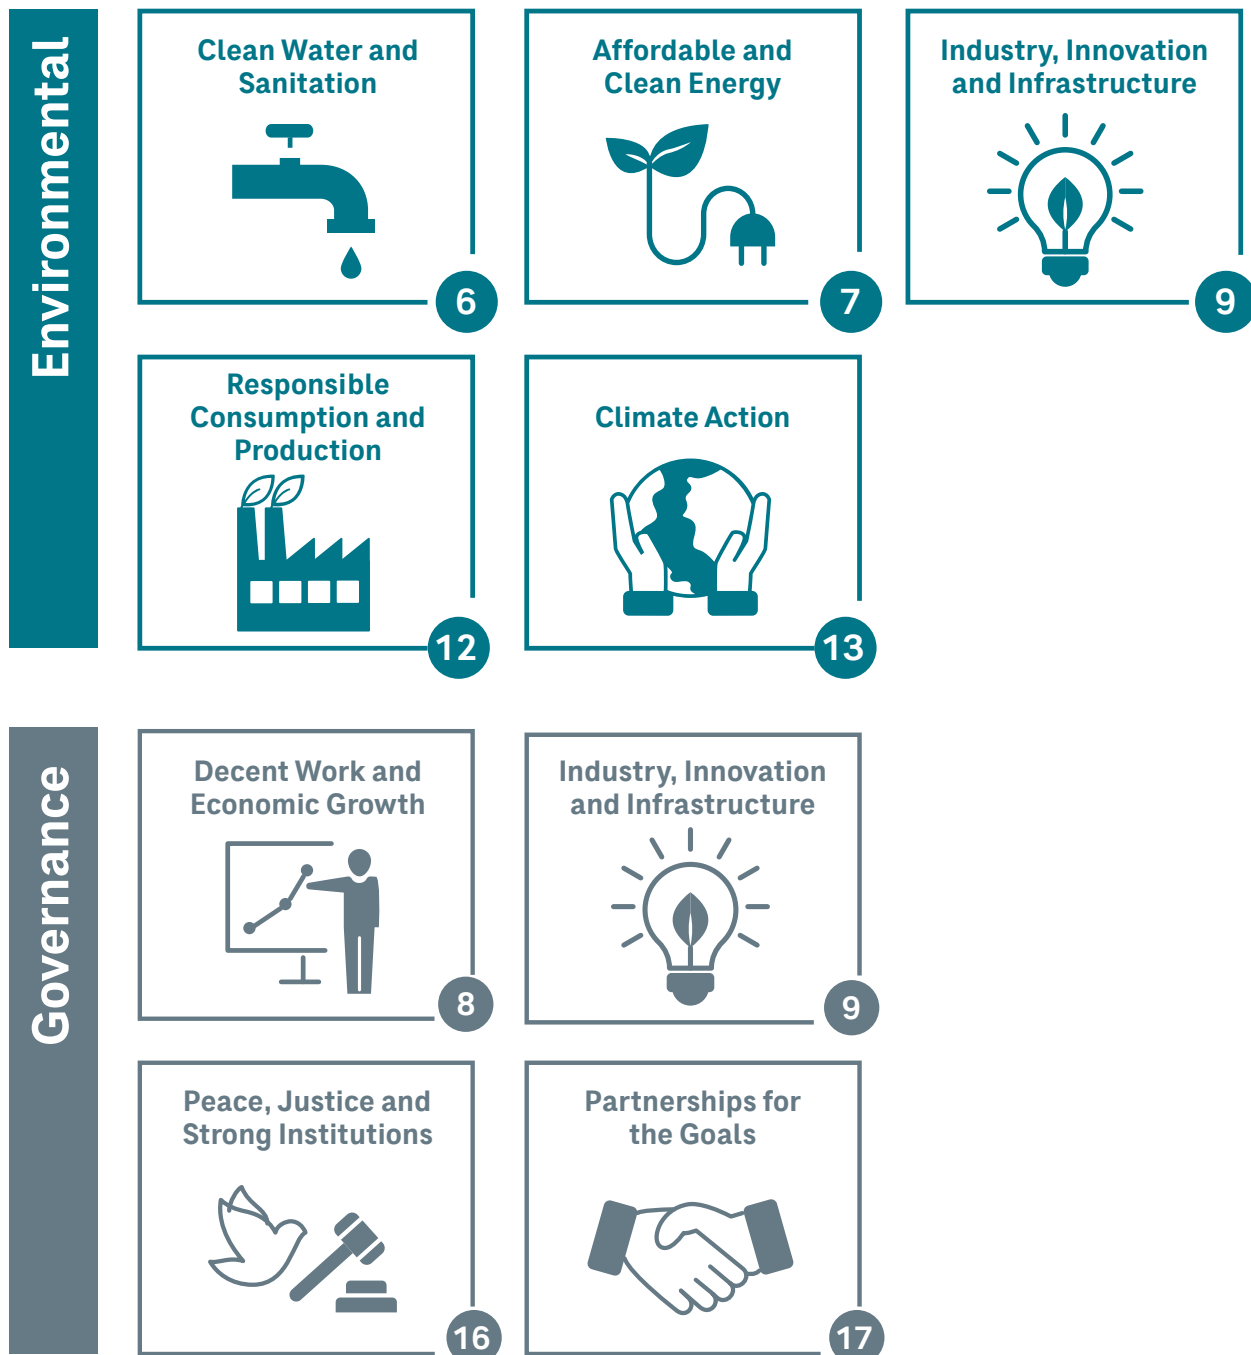 Environmental
Clean Water and
Sanitation
6
Affordable and
Clean Energy
7
Industry, Innovation
and Infrastructure
9
Responsible
Consumption and
Production
12
Climate Action
13
Governance
Decent Work and
Economic Growth
8
Industry, Innovation
and Infrastructure
9
Peace, Justice and
Strong Institutions
16
Partnerships for
the Goals
17